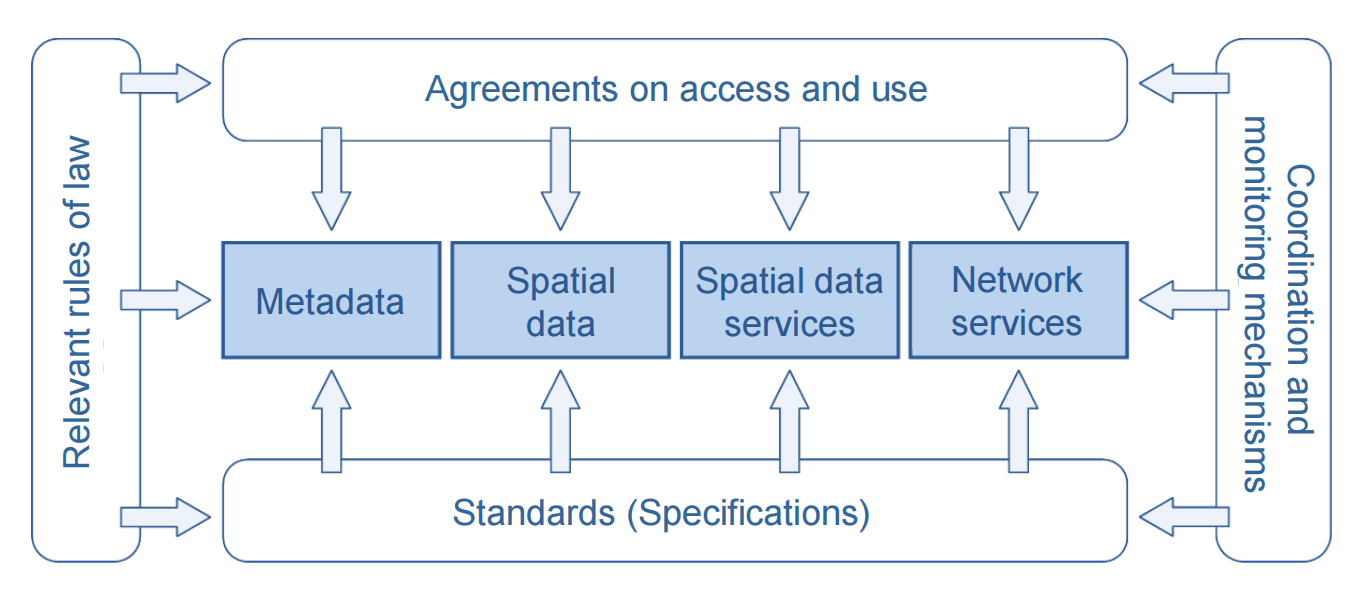 Agreements on access and use
Relevant rules of law
Metadata
Spatial
data
Spatial data
services
Network
services
Coordination and
monitoring mechanisms
Standards (Specifications)